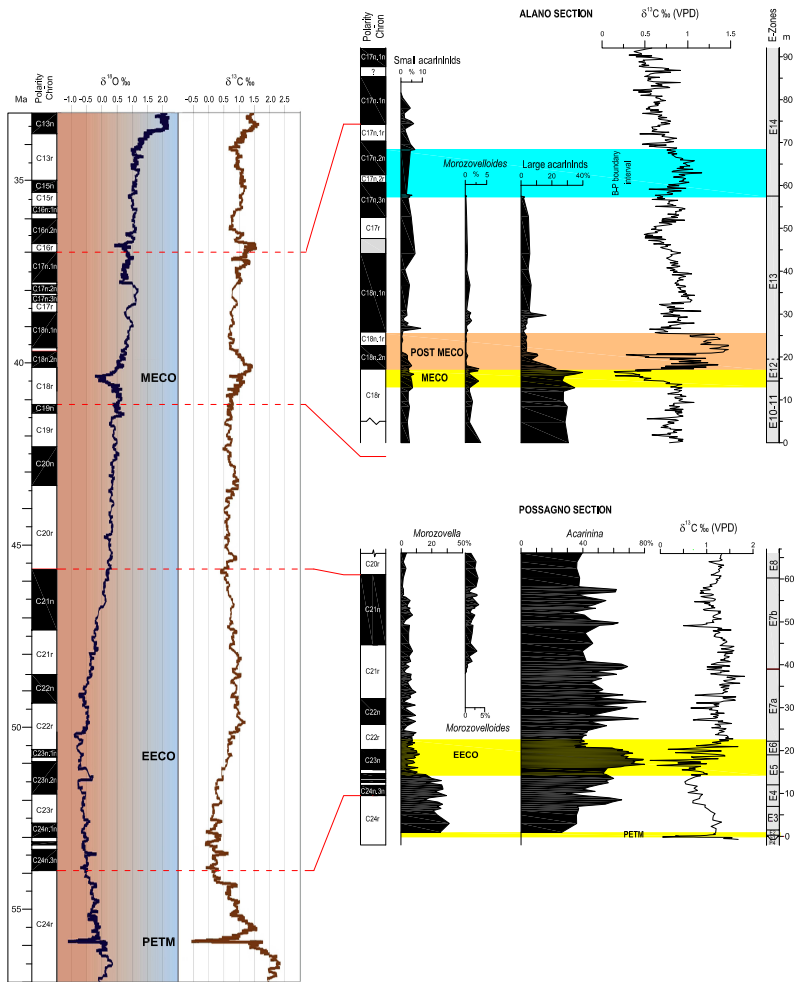 ALANO SECTION
δ¹³C ‰ (VPD)
Polarity
Chron
E-Zones
m
0 0.5 1 1.5
Small acarInInIds
0 % 10
Morozovelloides
0 % 5
Large acarInInIds
0 20 40%
B-P boundary
interval
C17n,1n
?
C17n,1n
C17n,1r
C17n,2n
C17n,2r
C17n,3n
C17r
C18n,1n
C18n,1r
C18n,2n
C18r
POST MECO
MECO
E14
E13
E12
E10-11
90
80
70
60
50
40
30
20
10
0
Ma
Polarity
Chron
δ¹⁸O ‰
-1.0 -0.5 0.0 0.5 1.0 1.5 2.0
δ¹³C ‰
-0.5 0.0 0.5 1.0 1.5 2.0 2.5
C13n
C13r
35
C15n
C15r
C16n,1n
C16n,2n
C16r
C17n,1n
C17n,2n
C17n,3n
C17r
C18n,1n
C18n,2n
40
C18r
MECO
C19n
C19r
C20n
C20r
45
C21n
C21r
C22n
C22r
50
C23n,1n
EECO
C23n,2n
C23r
C24n,1n
C24n,3n
55
C24r
PETM
POSSAGNO SECTION
Morozovella
0 50%
Acarinina
0 20 40 60 80%
δ¹³C ‰ (VPD)
0 1 2
C20r
C21n
C21r
C22n
C22r
C23n
C24n,3n
C24r
0 5%
Morozovelloides
EECO
PETM
E8
E7b
E7a
E6
E5
E4
E3
60
50
40
30
20
10
0